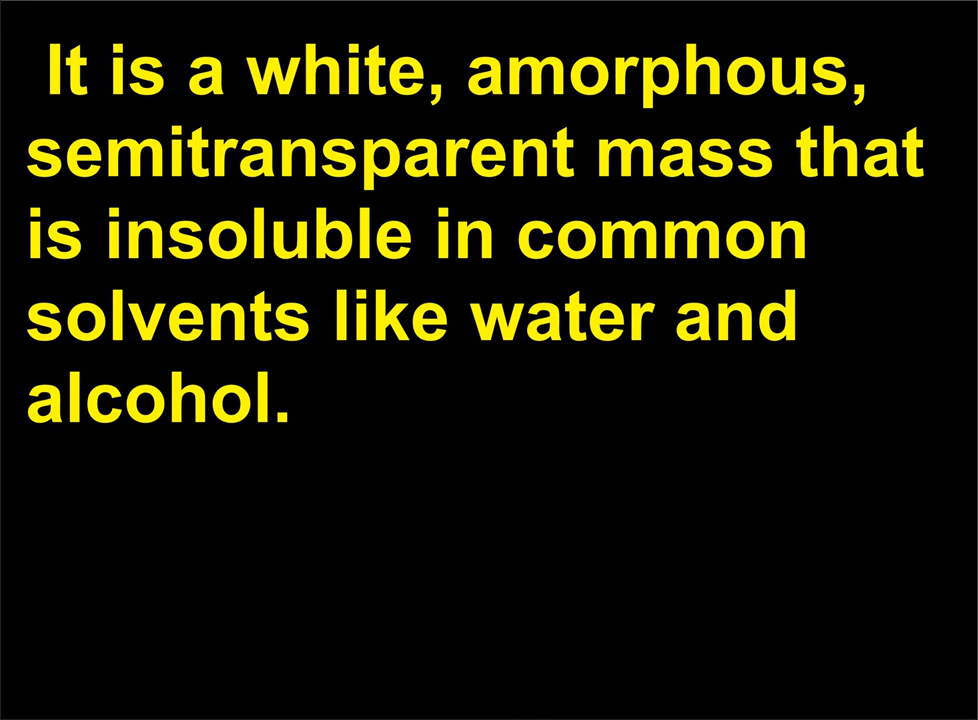 It is a white, amorphous,
semitransparent mass that
is insoluble in common
solvents like water and
alcohol.